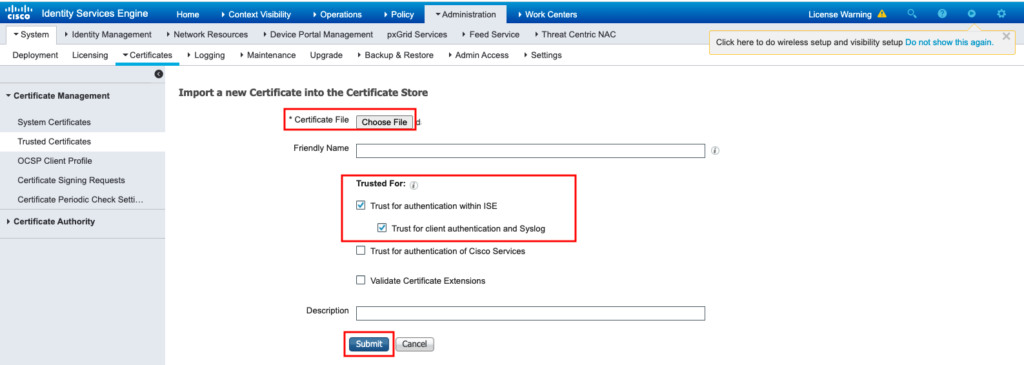 cisco Identity Services Engine Home Context Visibility Operations Policy Administration Work Centers License Warning
System Identity Management Network Resources Device Portal Management pxGrid Services Feed Service Threat Centric NAC
Click here to do wireless setup and visibility setup Do not show this again.
Deployment Licensing Certificates Logging Maintenance Upgrade Backup & Restore Admin Access Settings
Certificate Management
System Certificates
Trusted Certificates
OCSP Client Profile
Certificate Signing Requests
Certificate Periodic Check Setti...
Certificate Authority
Import a new Certificate into the Certificate Store
* Certificate File Choose File d
Friendly Name
Trusted For:
Trust for authentication within ISE
Trust for client authentication and Syslog
Trust for authentication of Cisco Services
Validate Certificate Extensions
Description
Submit Cancel